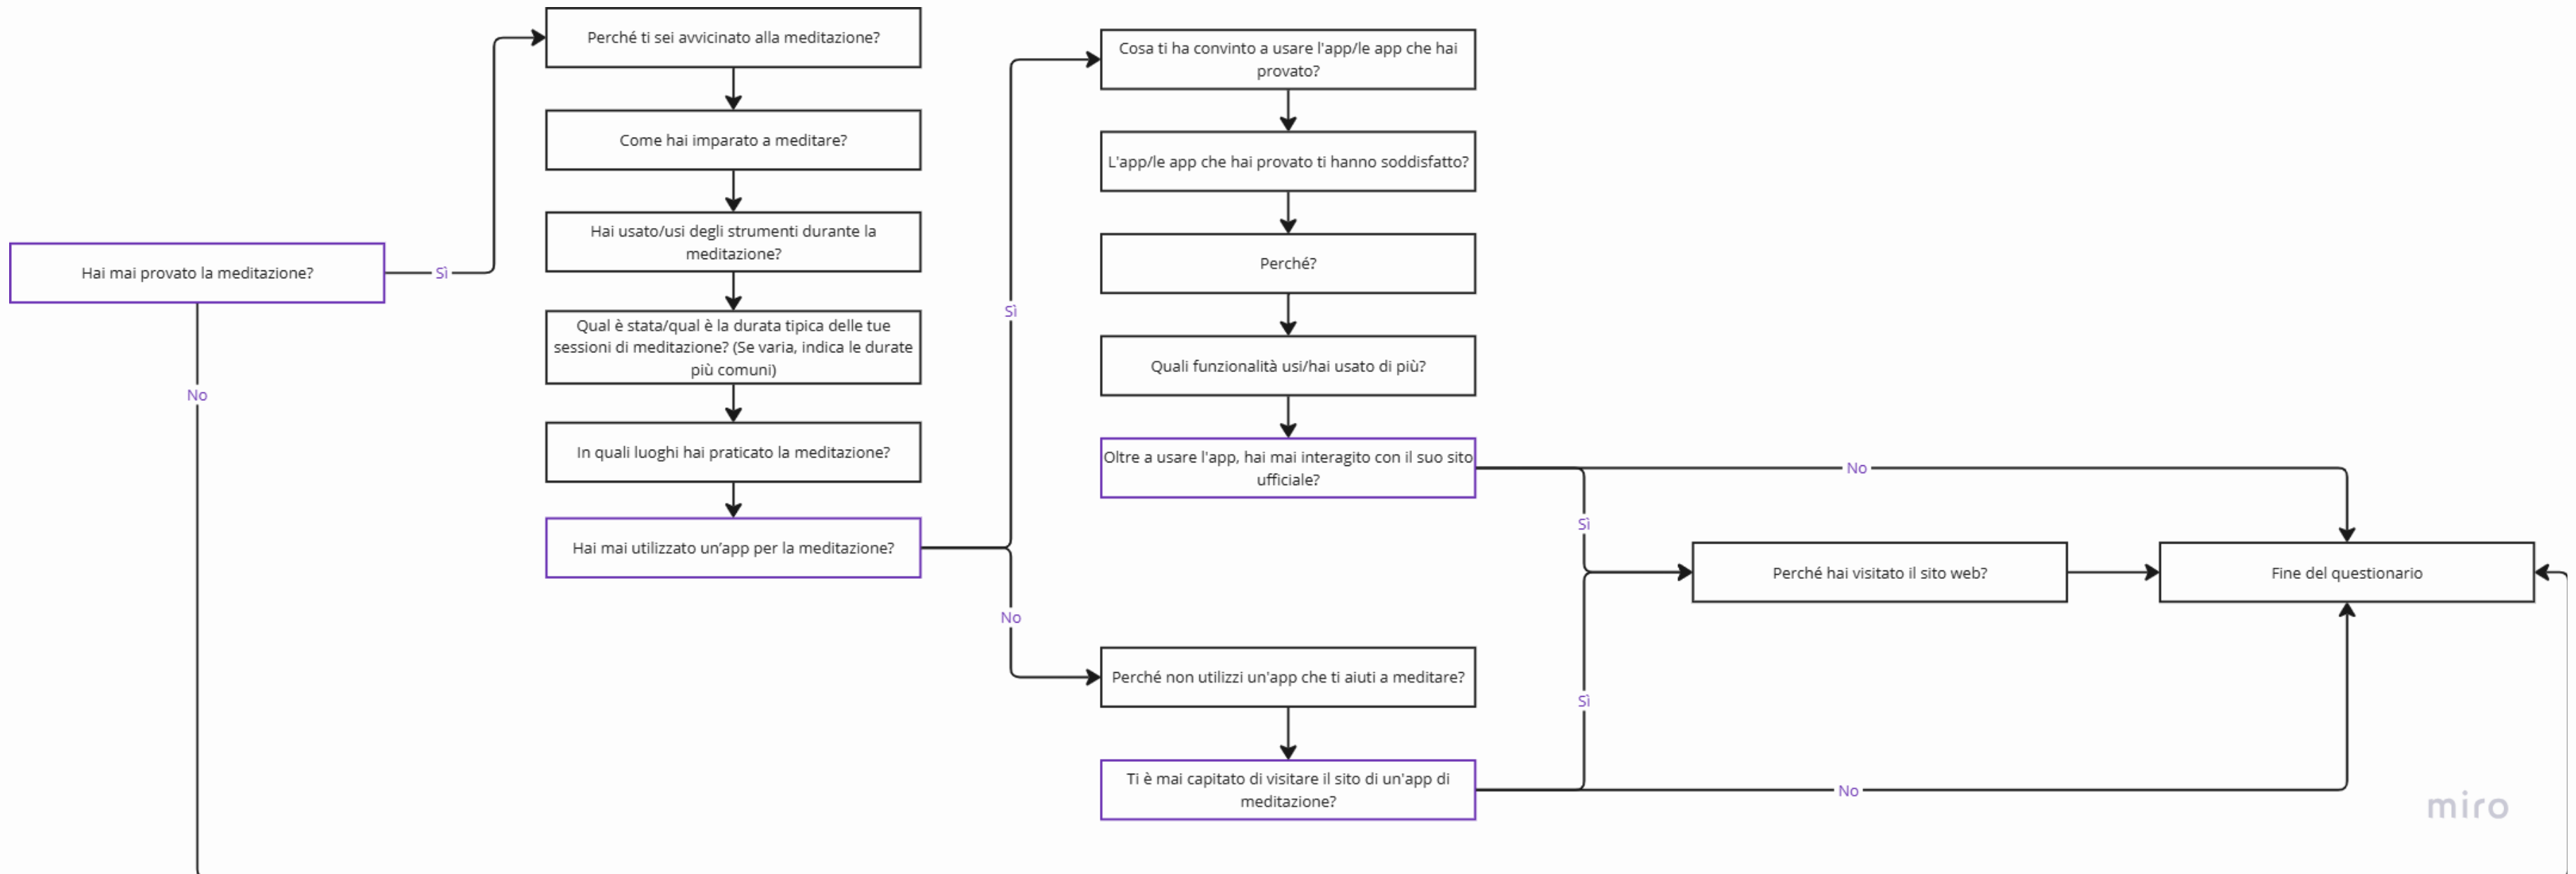 Hai mai provato la meditazione?
Sì
No
Perché ti sei avvicinato alla meditazione?
Come hai imparato a meditare?
Hai usato/usi degli strumenti durante la
meditazione?
Qual è stata/qual è la durata tipica delle tue
sessioni di meditazione? (Se varia, indica le durate
più comuni)
In quali luoghi hai praticato la meditazione?
Hai mai utilizzato un’app per la meditazione?
Sì
No
Cosa ti ha convinto a usare l'app/le app che hai
provato?
L'app/le app che hai provato ti hanno soddisfatto?
Perché?
Quali funzionalità usi/hai usato di più?
Oltre a usare l'app, hai mai interagito con il suo sito
ufficiale?
Perché non utilizzi un'app che ti aiuti a meditare?
Ti è mai capitato di visitare il sito di un'app di
meditazione?
No
Sì
Sì
No
Perché hai visitato il sito web?
Fine del questionario
miro